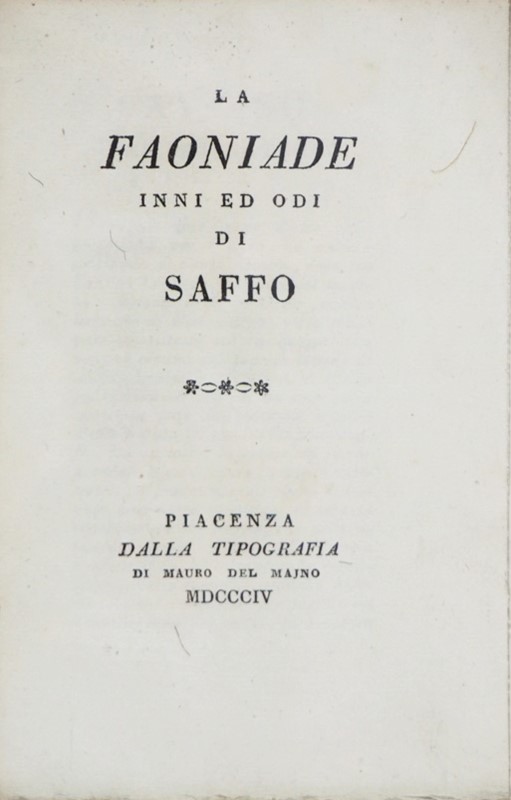 LA
FAONIADE
INNI ED ODI
DI
SAFFO
PIACENZA
DALLA TIPOGRAFIA
DI MAURO DEL MAJNO
MDCCCIV